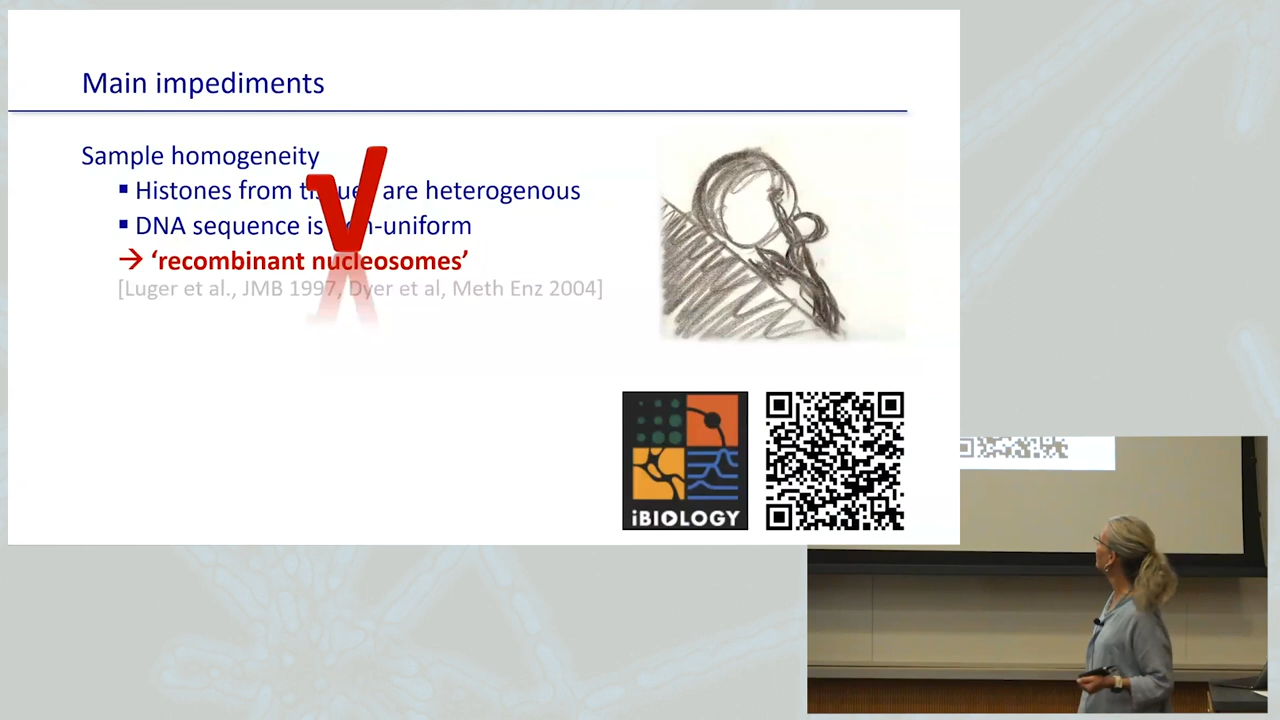 Main impediments
Sample homogeneity
▪ Histones from tissues are heterogenous
▪ DNA sequence is non-uniform
→ ‘recombinant nucleosomes’
[Luger et al., JMB 1997, Dyer et al, Meth Enz 2004]
iBIOLOGY